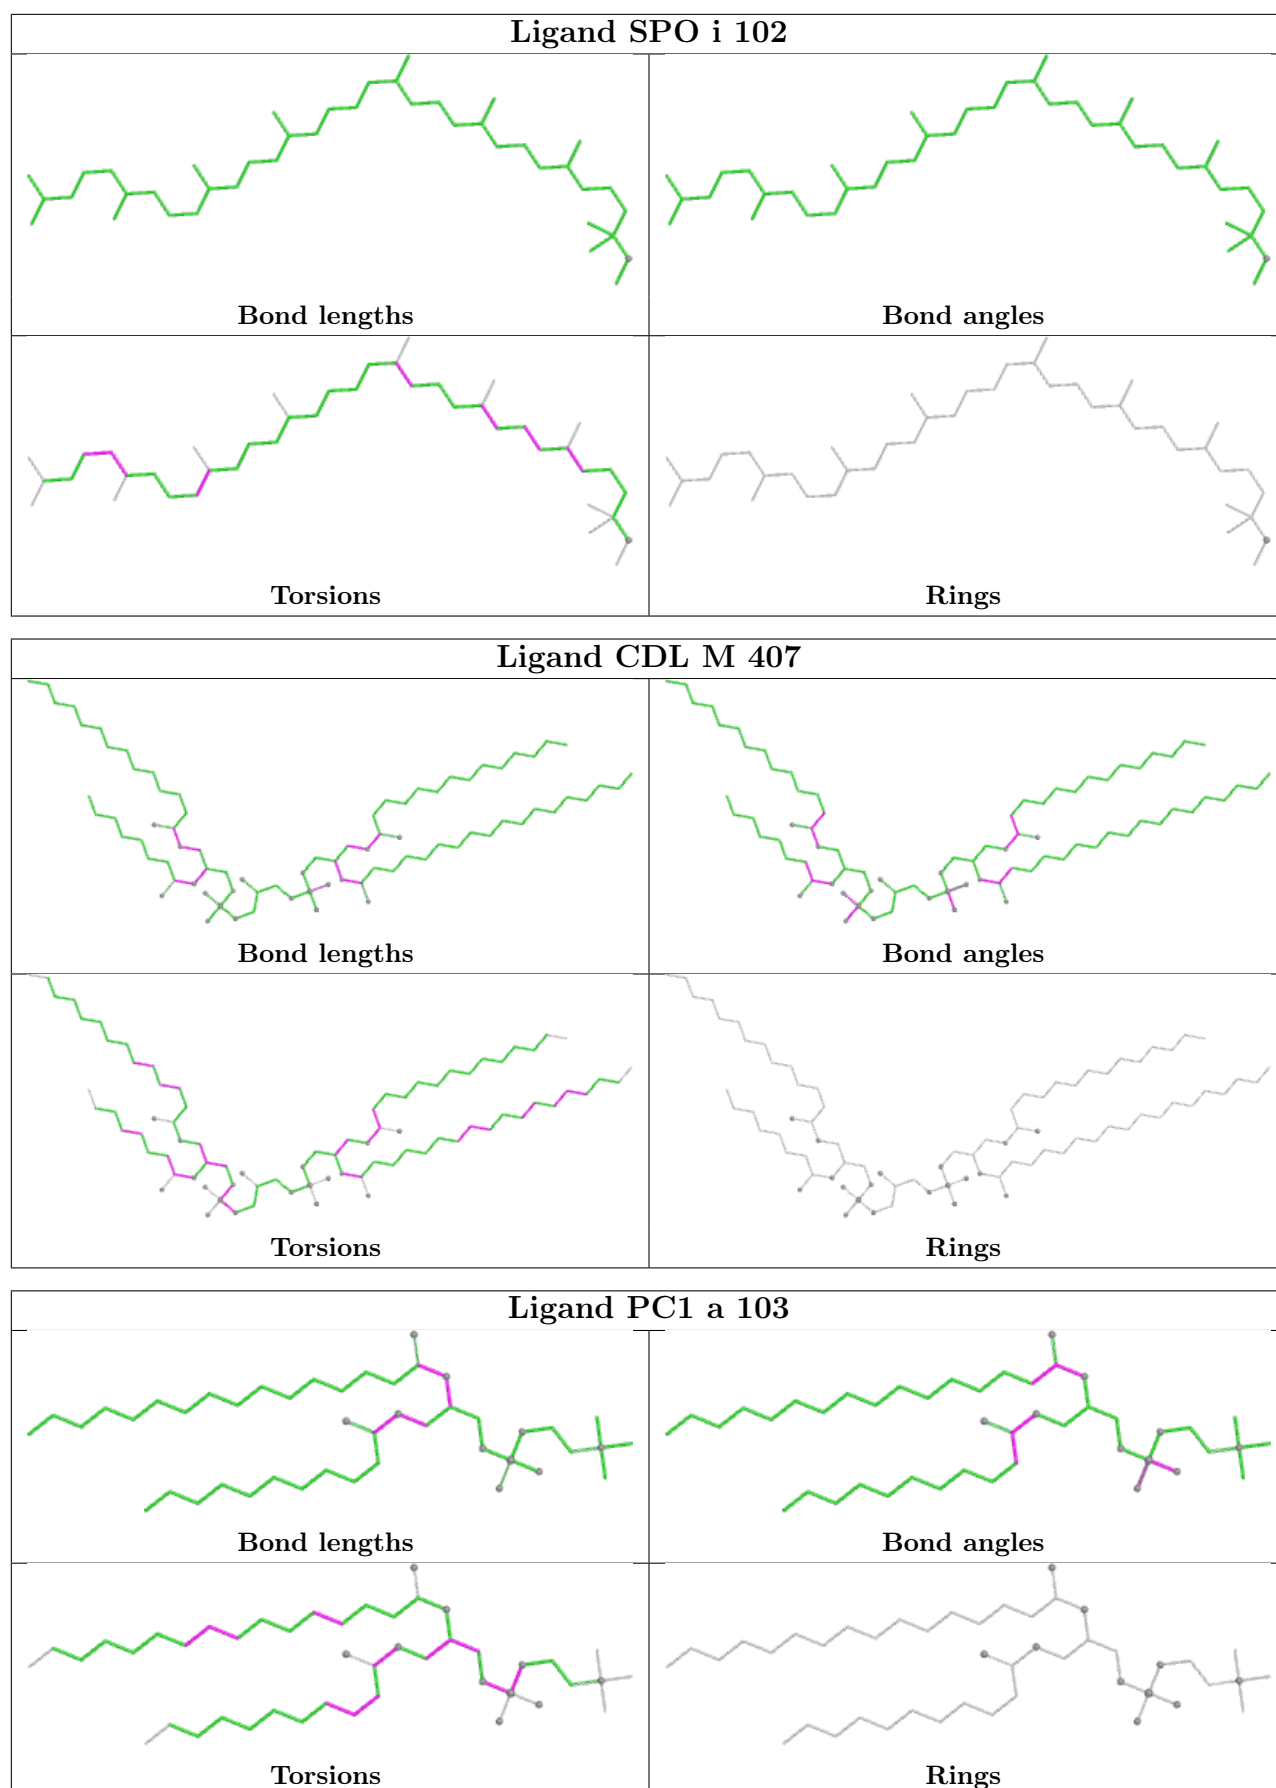 Ligand SPO i 102
Bond lengths
Bond angles
Torsions
Rings
Ligand CDL M 407
Bond lengths
Bond angles
Torsions
Rings
Ligand PC1 a 103
Bond lengths
Bond angles
Torsions
Rings